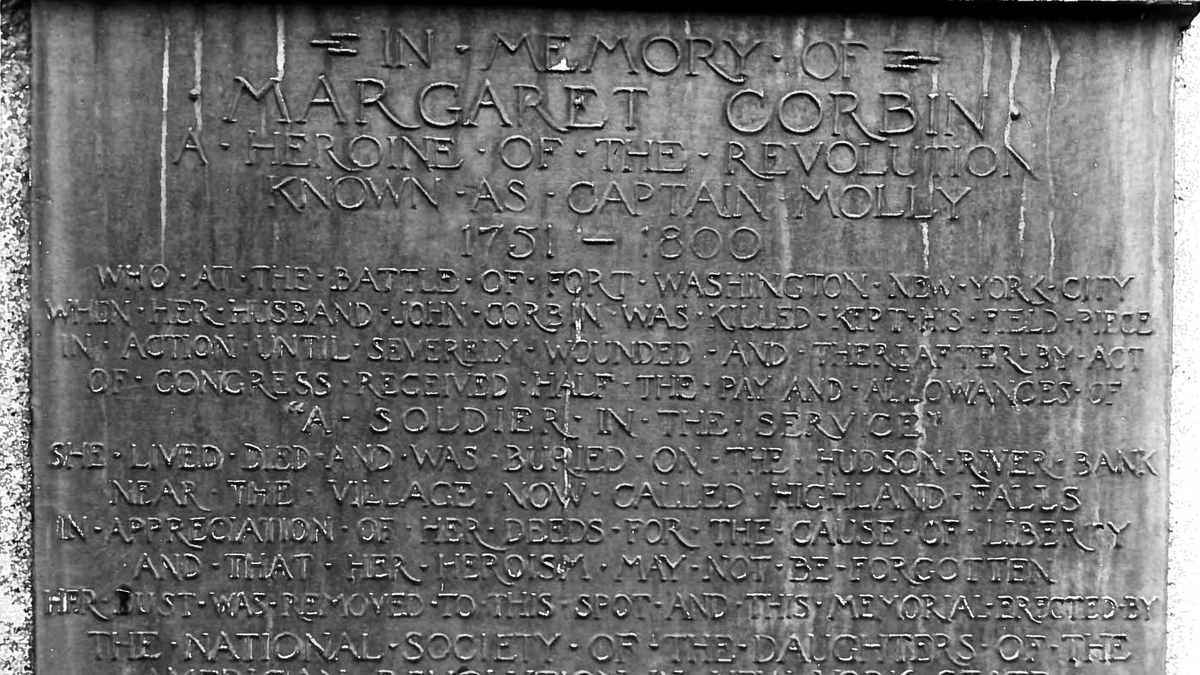 IN · MEMORY · OF
MARGARET CORBIN
A · HEROINE · OF · THE · REVOLUTION
KNOWN · AS · CAPTAIN MOLLY
1751 — 1800
WHO · AT · THE · BATTLE · OF · FORT · WASHINGTON · NEW · YORK · CITY
WHEN · HER · HUSBAND · JOHN · CORBIN · WAS · KILLED · KEPT · HIS · FIELD · PIECE
IN · ACTION · UNTIL · SEVERELY · WOUNDED · AND · THEREAFTER · BY · ACT
OF · CONGRESS · RECEIVED · HALF · THE · PAY · AND · ALLOWANCES · OF
"A · SOLDIER · IN · THE · SERVICE"
SHE · LIVED · DIED · AND · WAS · BURIED · ON · THE · HUDSON · RIVER · BANK
NEAR · THE · VILLAGE · NOW · CALLED · HIGHLAND · FALLS
IN · APPRECIATION · OF · HER · DEEDS · FOR · THE · CAUSE · OF · LIBERTY
AND · THAT · HER · HEROISM · MAY · NOT · BE · FORGOTTEN
HER · DUST · WAS · REMOVED · TO · THIS · SPOT · AND · THIS · MEMORIAL · ERECTED · BY
THE · NATIONAL · SOCIETY · OF · THE · DAUGHTERS · OF · THE
AMERICAN · REVOLUTION · IN · NEW · YORK · STATE